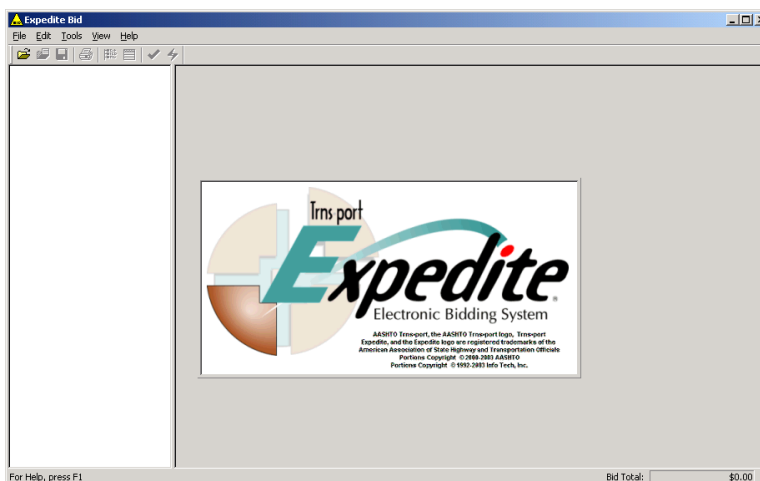 Expedite Bid
File Edit Tools View Help
Trns port
Expedite®
Electronic Bidding System
AASHTO Trns•port, the AASHTO Trns•port logo, Trns•port
Expedite, and the Expedite logo are registered trademarks of the
American Association of State Highway and Transportation Officials
Portions Copyright © 2000-2003 AASHTO
Portions Copyright © 1992-2003 Info Tech, Inc.
For Help, press F1 Bid Total: $0.00